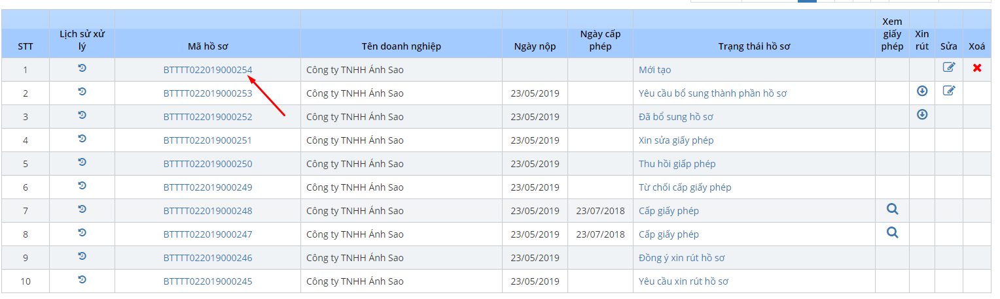 STT Lịch sử xử lý Mã hồ sơ Tên doanh nghiệp Ngày nộp Ngày cấp phép Trạng thái hồ sơ Xem giấy phép Xin rút Sửa Xoá
1 BTTTT022019000254 Công ty TNHH Ánh Sao Mới tạo
2 BTTTT022019000253 Công ty TNHH Ánh Sao 23/05/2019 Yêu cầu bổ sung thành phần hồ sơ
3 BTTTT022019000252 Công ty TNHH Ánh Sao 23/05/2019 Đã bổ sung hồ sơ
4 BTTTT022019000251 Công ty TNHH Ánh Sao 23/05/2019 Xin sửa giấy phép
5 BTTTT022019000250 Công ty TNHH Ánh Sao 23/05/2019 Thu hồi giấp phép
6 BTTTT022019000249 Công ty TNHH Ánh Sao 23/05/2019 Từ chối cấp giấy phép
7 BTTTT022019000248 Công ty TNHH Ánh Sao 23/05/2019 23/07/2018 Cấp giấy phép
8 BTTTT022019000247 Công ty TNHH Ánh Sao 23/05/2019 23/07/2018 Cấp giấy phép
9 BTTTT022019000246 Công ty TNHH Ánh Sao 23/05/2019 Đồng ý xin rút hồ sơ
10 BTTTT022019000245 Công ty TNHH Ánh Sao 23/05/2019 Yêu cầu xin rút hồ sơ